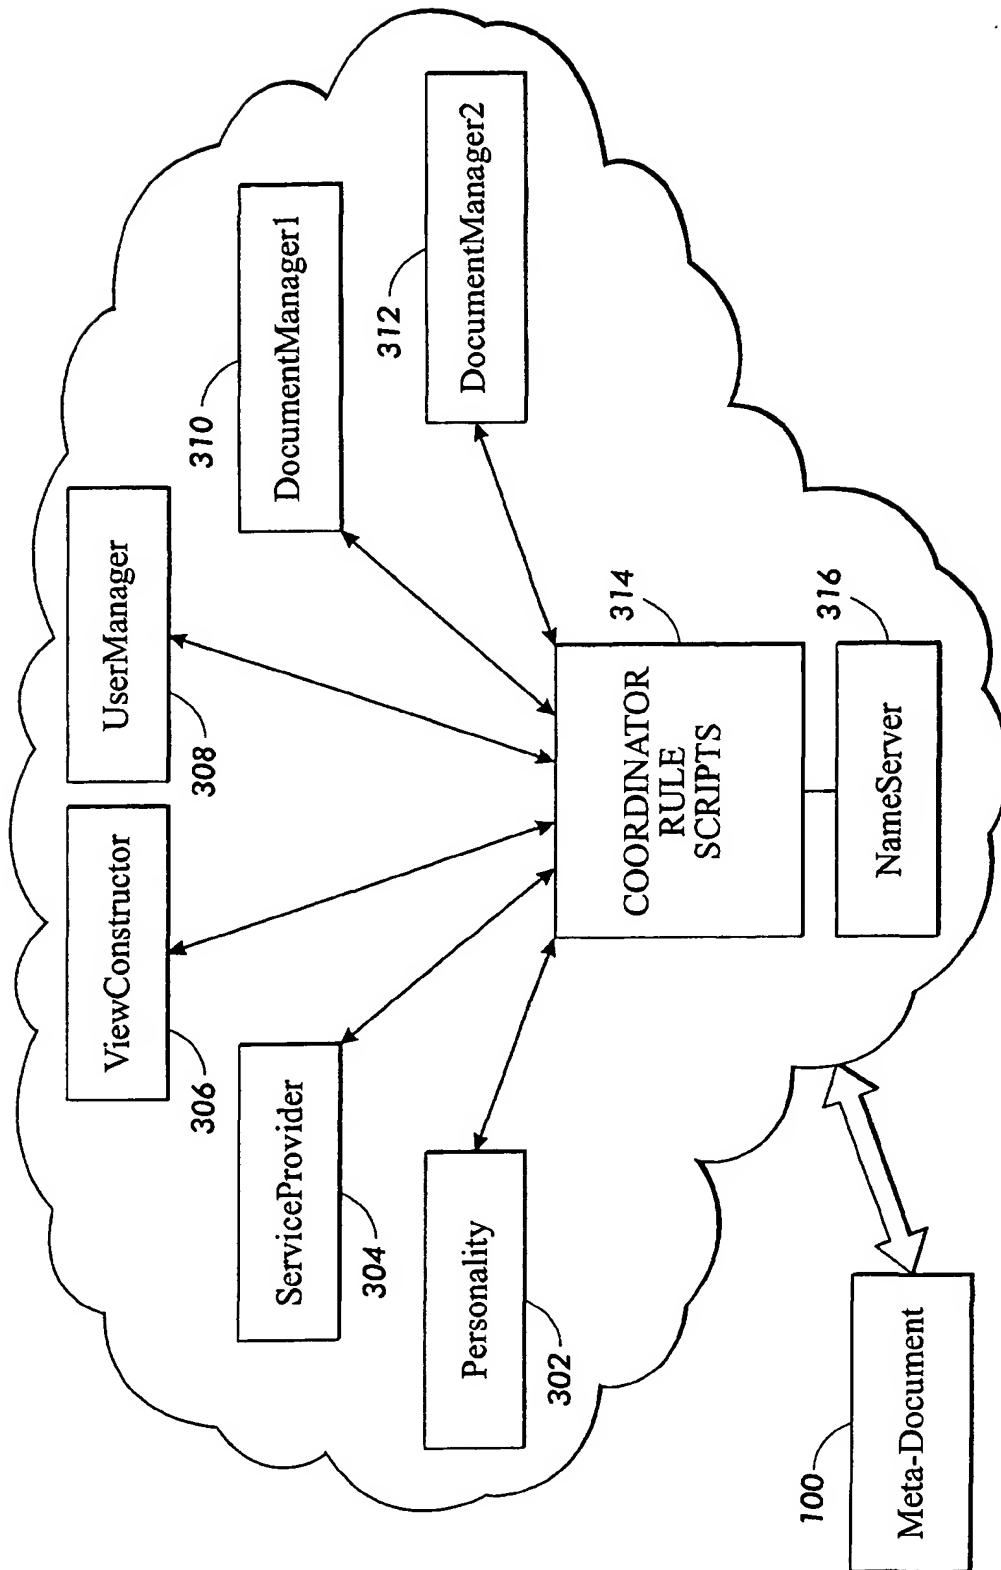 ViewConstructor
306
UserManager
308
ServiceProvider
304
310
DocumentManager1
Personality
302
312
DocumentManager2
COORDINATOR
RULE
SCRIPTS
314
NameServer
316
100
Meta-Document